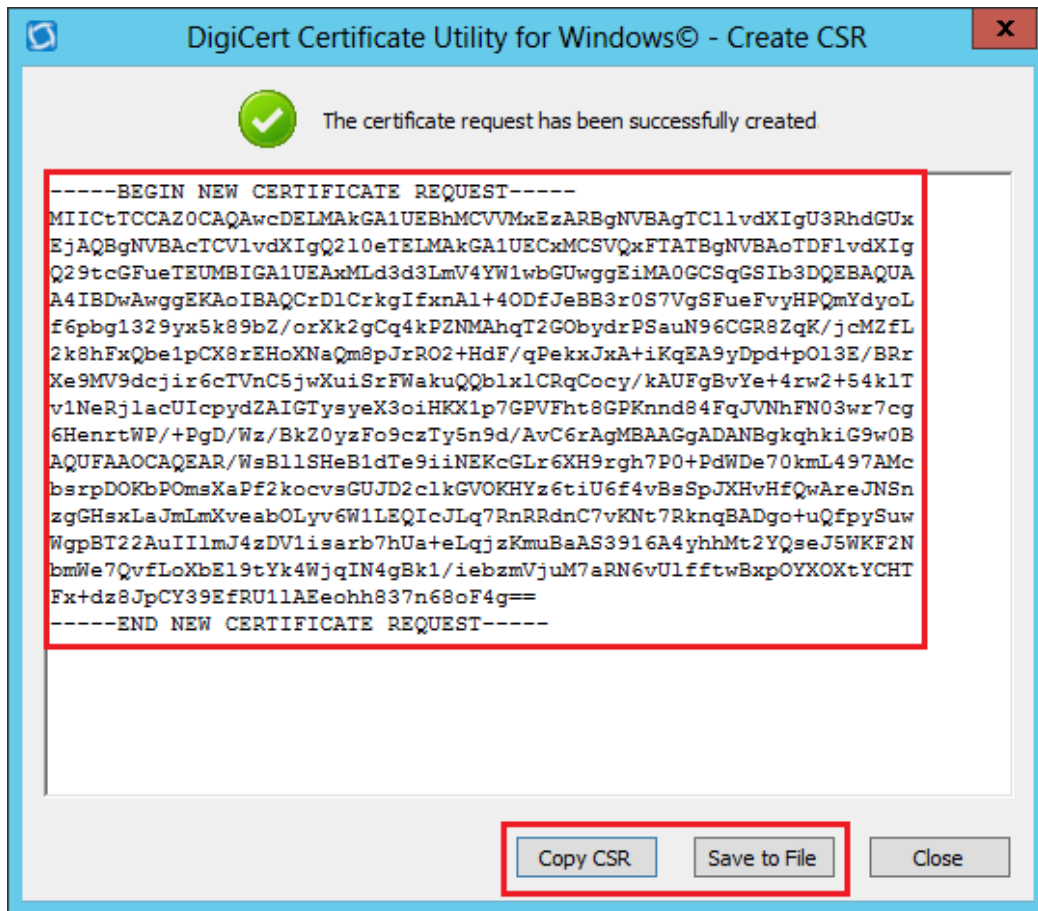 DigiCert Certificate Utility for Windows© - Create CSR
X
The certificate request has been successfully created.
-----BEGIN NEW CERTIFICATE REQUEST-----
MIICtTCCAZ0CAQAwcDELMAkGA1UEBhMCVVMxEzARBgNVBAgTCllvdXIgU3RhdGUx
EjAQBgNVBAcTCVlvdXIgQ2l0eTELMAkGA1UECxMCSVQxFTATBgNVBAoTDFlvdXIg
Q29tcGFueTEUMBIGA1UEAxMLd3d3LmV4YW1wbGUwggEiMA0GCSqGSIb3DQEBAQUA
A4IBDwAwggEKAoIBAQCrDlCrkgIfxnAl+4ODfJeBB3r0S7VgSFueFvyHPQmYdyoL
f6pbg1329yx5k89bZ/orXk2gCq4kPZNMAhqT2GObydrPSauN96CGR8ZqK/jcMZfL
2k8hFxQbe1pCX8rEHoXNaQm8pJrRO2+HdF/qPekxJxA+iKqEA9yDpd+pOl3E/BRr
Xe9MV9dcjir6cTVnC5jwXuiSrFWakuQQblxlCRqCocy/kAUFgBvYe+4rw2+54klT
v1NeRjlacUIcpydZAIGTysyeX3oiHKX1p7GPVFht8GPKnnd84FqJVNhFN03wr7cg
6HenrtWP/+PgD/Wz/BkZ0yzFo9czTy5n9d/AvC6rAgMBAAGgADANBgkqhkiG9w0B
AQUFAAOCAQEAR/WsBllSHeB1dTe9iiNEKcGLr6XH9rgh7P0+PdWDe70kmL497AMc
bsrpDOKbPOmsXaPf2kocvsGUJD2clkGVOKHYz6tiU6f4vBsSpJXHvHfQwAreJNSn
zgGHsxLaJmLmXveabOLyv6W1LEQIcJLq7RnRRdnC7vKNt7RknqBADgo+uQfpySuw
WgpBT22AuIIlmJ4zDV1isarb7hUa+eLqjzKmuBaAS3916A4yhhMt2YQseJ5WKF2N
bmWe7QvfLoXbEl9tYk4WjqIN4gBk1/iebzmVjuM7aRN6vUlfftwBxpOYXOXtYCHT
Fx+dz8JpCY39EfRU1lAEeohh837n68oF4g==
-----END NEW CERTIFICATE REQUEST-----
Copy CSR
Save to File
Close